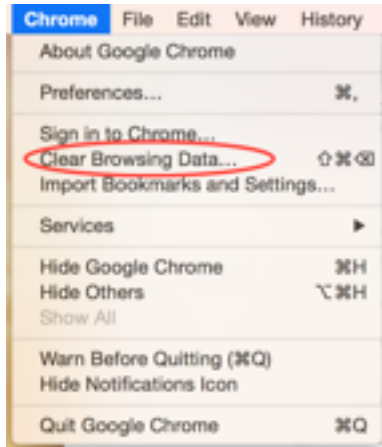 Chrome File Edit View History
About Google Chrome
Preferences... ⌘,
Sign in to Chrome...
Clear Browsing Data... ⇧⌘⌫
Import Bookmarks and Settings...
Services ▶
Hide Google Chrome ⌘H
Hide Others ⌥⌘H
Show All
Warn Before Quitting (⌘Q)
Hide Notifications Icon
Quit Google Chrome ⌘Q